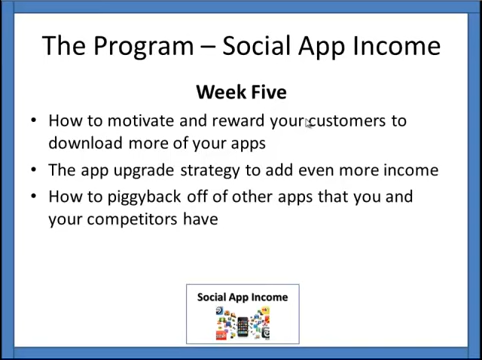 The Program – Social App Income
Week Five
• How to motivate and reward your customers to
download more of your apps
• The app upgrade strategy to add even more income
• How to piggyback off of other apps that you and
your competitors have
Social App Income